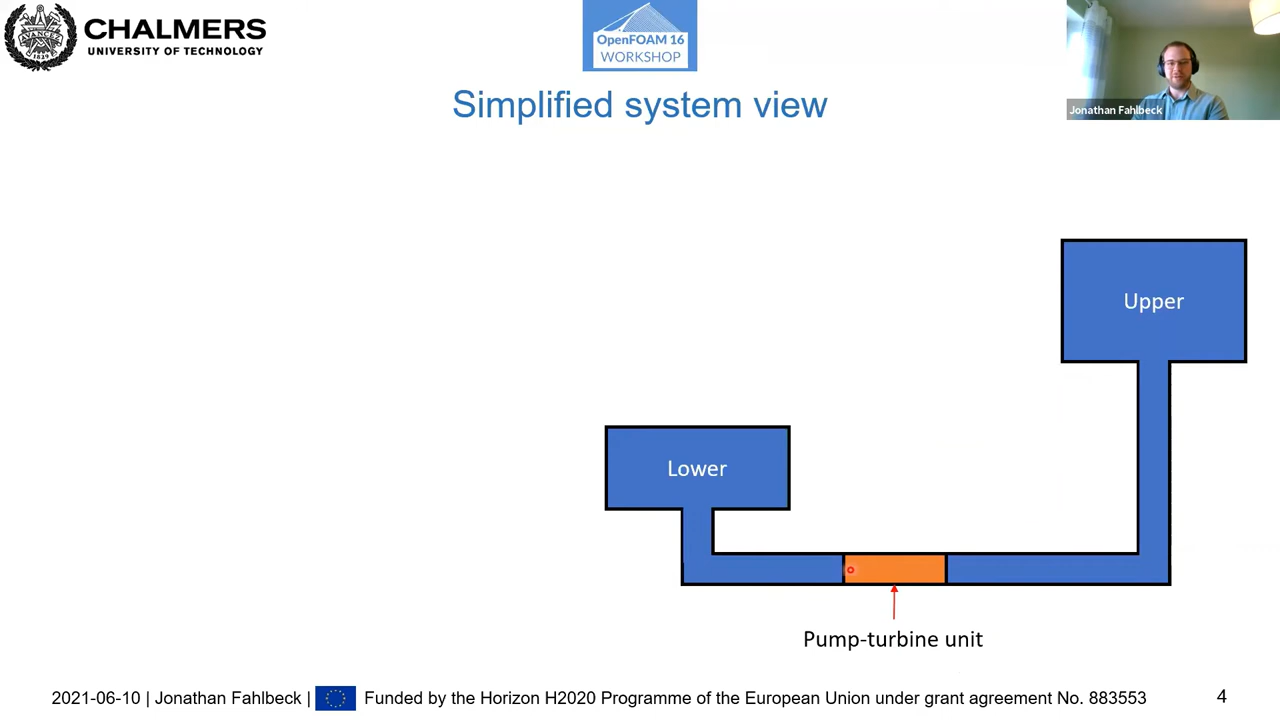 CHALMERS
UNIVERSITY OF TECHNOLOGY
AVANCEZ
1829
OpenFOAM 16
WORKSHOP
Jonathan Fahlbeck
Simplified system view
Upper
Lower
Pump-turbine unit
2021-06-10 | Jonathan Fahlbeck | Funded by the Horizon H2020 Programme of the European Union under grant agreement No. 883553
4